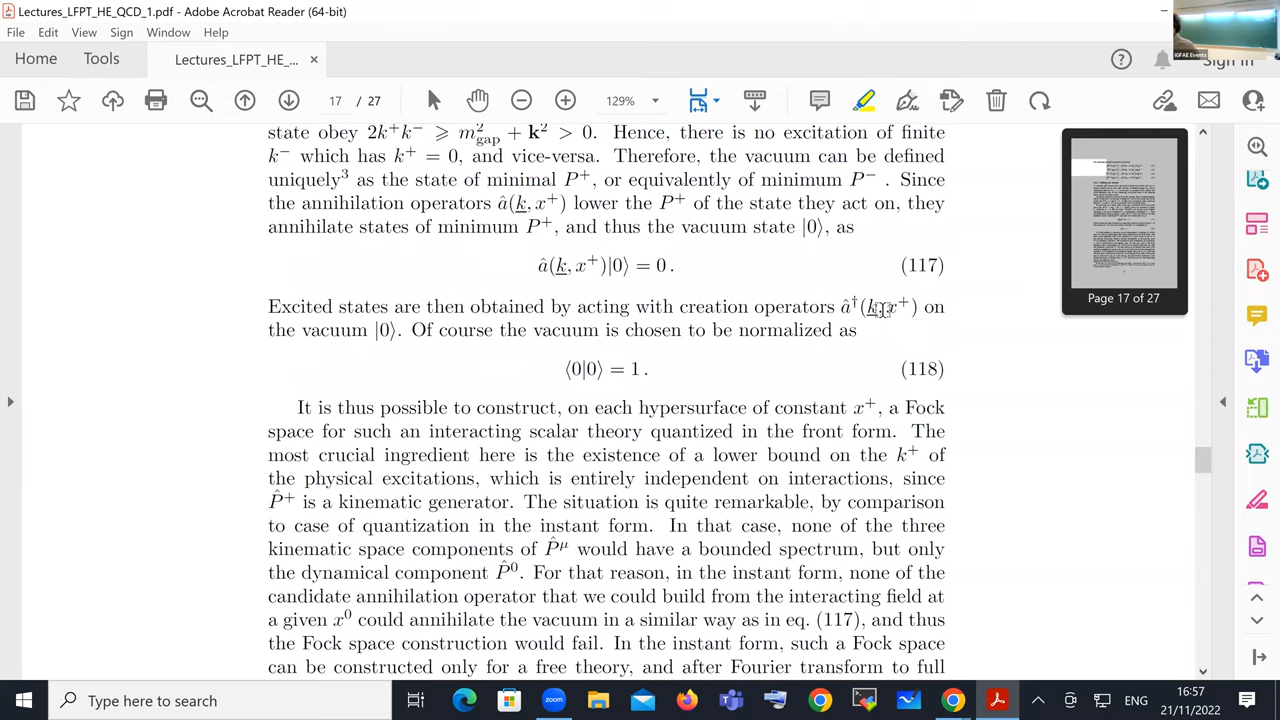 Lectures_LFPT_HE_QCD_1.pdf - Adobe Acrobat Reader (64-bit)
File Edit View Sign Window Help
Home Tools Lectures_LFPT_HE_... × Sign In
IGFAE Events
17 / 27 129%
state obey 2k⁺k⁻ ⩾ m²_gap + k² > 0. Hence, there is no excitation of finite
k⁻ which has k⁺ = 0, and vice-versa. Therefore, the vacuum can be defined
uniquely³ as the state of minimal P⁺, or equivalently of minimum P⁻. Since
the annihilation operators â(k̲, x⁺) lower the P⁺ of the state they act on, they
annihilate states of minimum P⁺, and thus the vacuum state |0⟩, as
â(k̲, x⁺)|0⟩ = 0 . (117)
Excited states are then obtained by acting with creation operators â†(k̲, x⁺) on
the vacuum |0⟩. Of course the vacuum is chosen to be normalized as
⟨0|0⟩ = 1 . (118)
It is thus possible to construct, on each hypersurface of constant x⁺, a Fock
space for such an interacting scalar theory quantized in the front form. The
most crucial ingredient here is the existence of a lower bound on the k⁺ of
the physical excitations, which is entirely independent on interactions, since
P̂⁺ is a kinematic generator. The situation is quite remarkable, by comparison
to case of quantization in the instant form. In that case, none of the three
kinematic space components of P̂^μ would have a bounded spectrum, but only
the dynamical component P̂⁰. For that reason, in the instant form, none of the
candidate annihilation operator that we could build from the interacting field at
a given x⁰ could annihilate the vacuum in a similar way as in eq. (117), and thus
the Fock space construction would fail. In the instant form, such a Fock space
can be constructed only for a free theory, and after Fourier transform to full
Page 17 of 27
Type here to search
zoom
ENG
16:57
21/11/2022